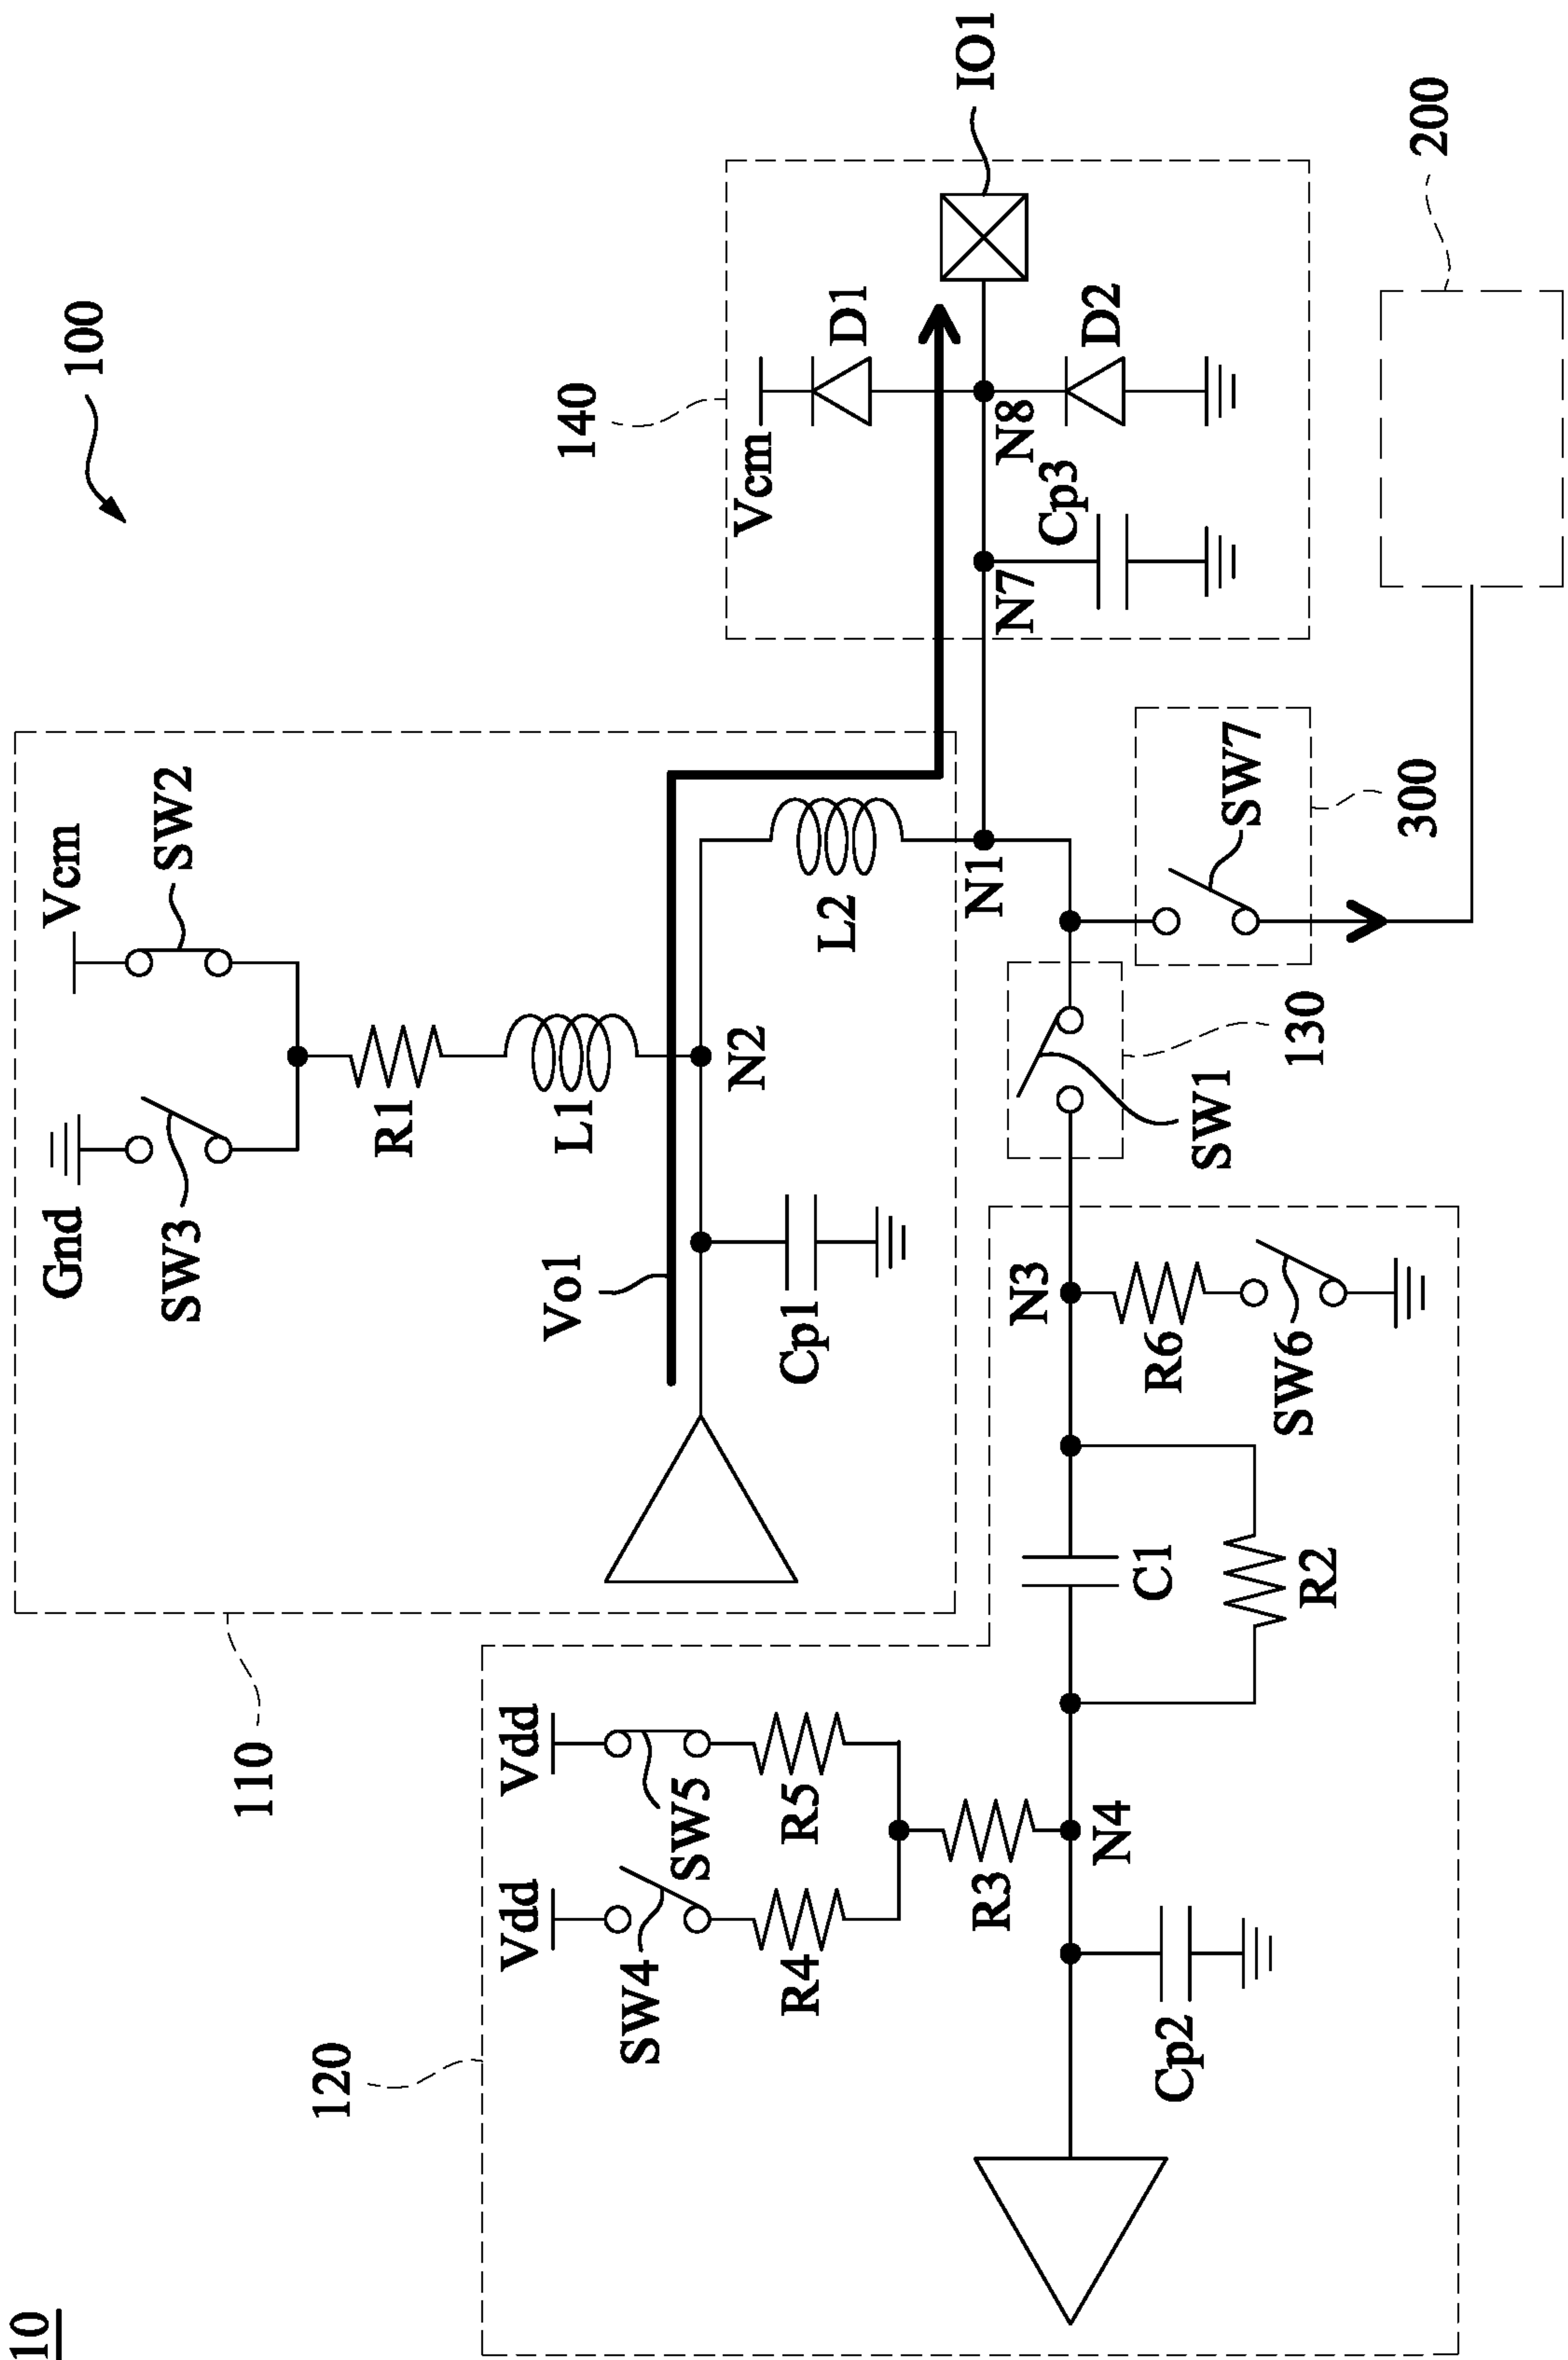 10
100
110
Gnd
Vcm
SW3
SW2
R1
L1
Vo1
N2
Cp1
L2
140
Vcm
D1
IO1
N1
N7
N8
Cp3
D2
120
Vdd
Vdd
SW4
SW5
R4
R5
R3
N4
Cp2
C1
R2
N3
R6
SW6
SW1
130
SW7
300
200